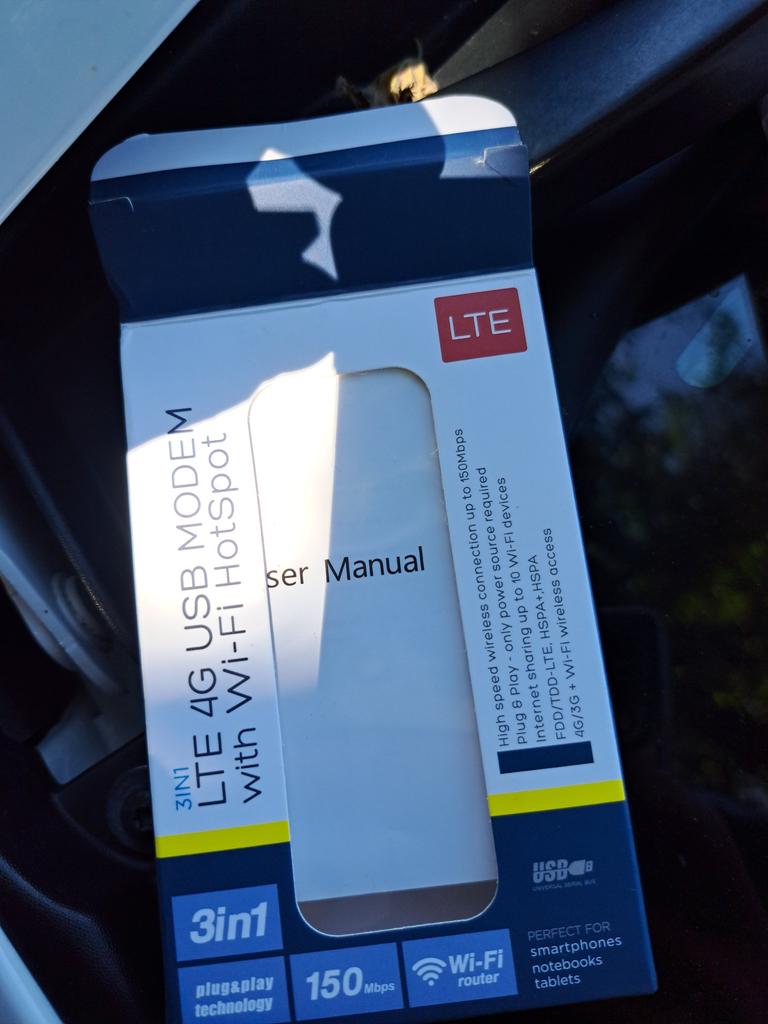 LTE
3IN1
LTE 4G USB MODEM
with Wi-Fi HotSpot
ser Manual
High speed wireless connection up to 150Mbps
Plug & Play - only power source required
Internet sharing up to 10 Wi-Fi devices
FDD/TDD-LTE, HSPA+,HSPA
4G/3G + Wi-Fi wireless access
USB
UNIVERSAL SERIAL BUS
3in1
plug&play
technology
150 Mbps
Wi-Fi
router
PERFECT FOR
smartphones
notebooks
tablets